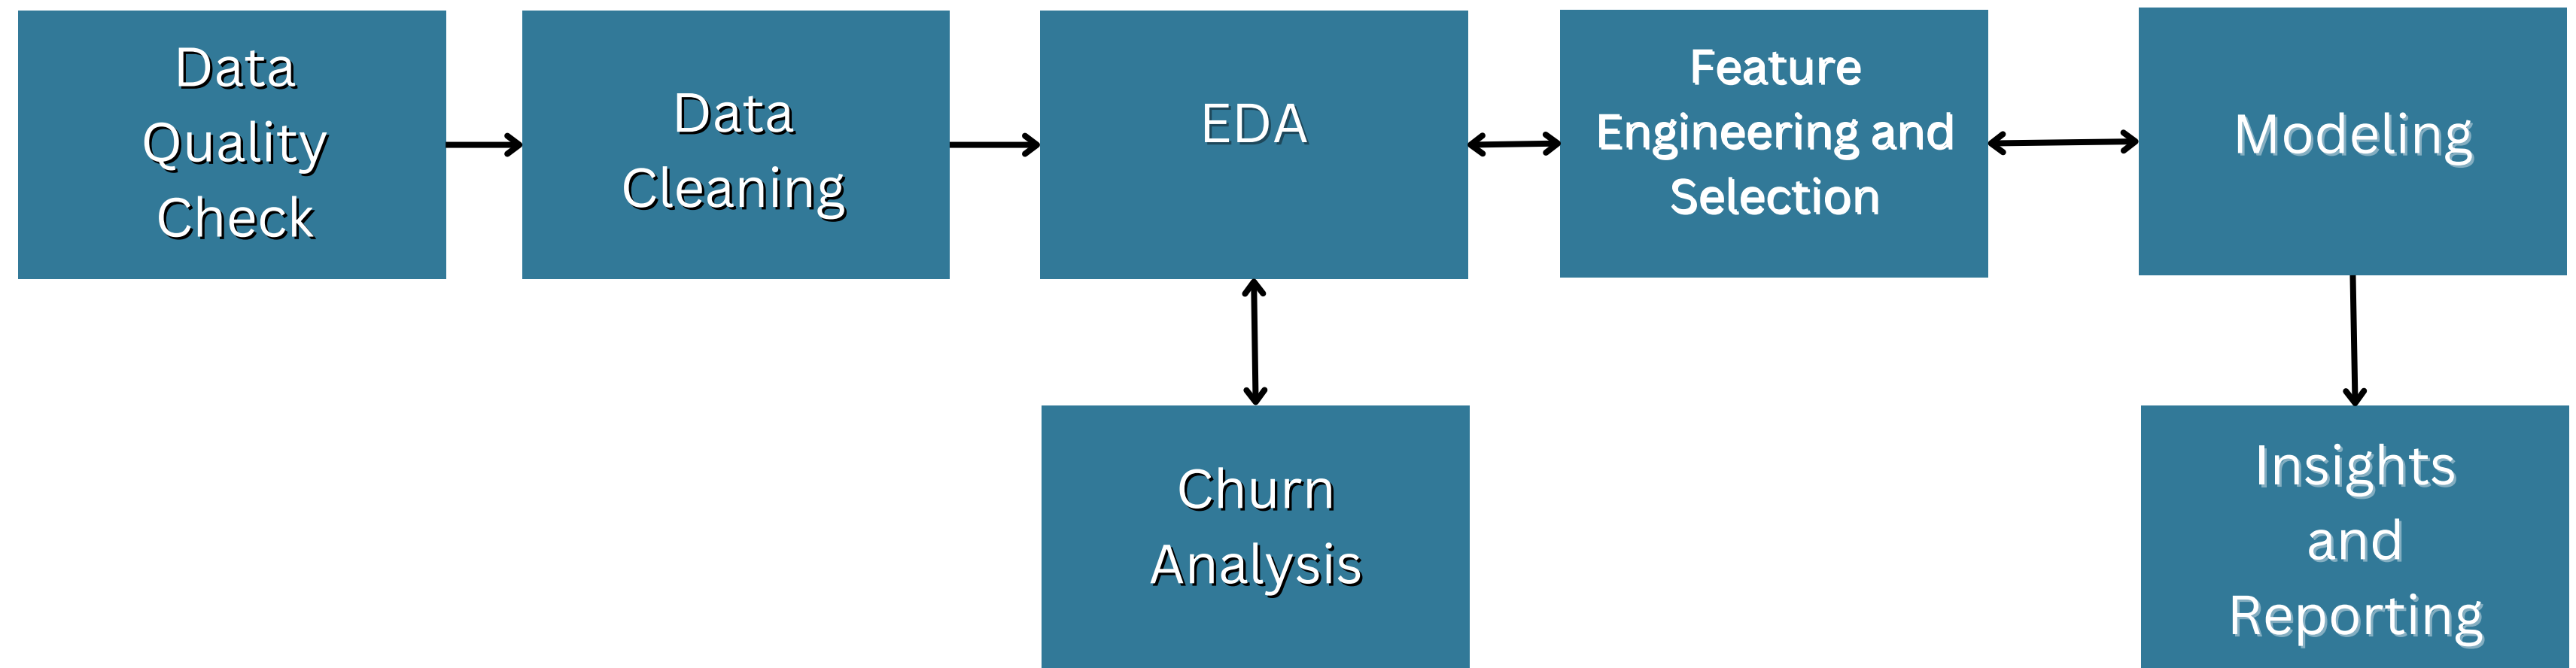 Data
Quality
Check
Data
Cleaning
EDA
Feature
Engineering and
Selection
Modeling
Churn
Analysis
Insights
and
Reporting